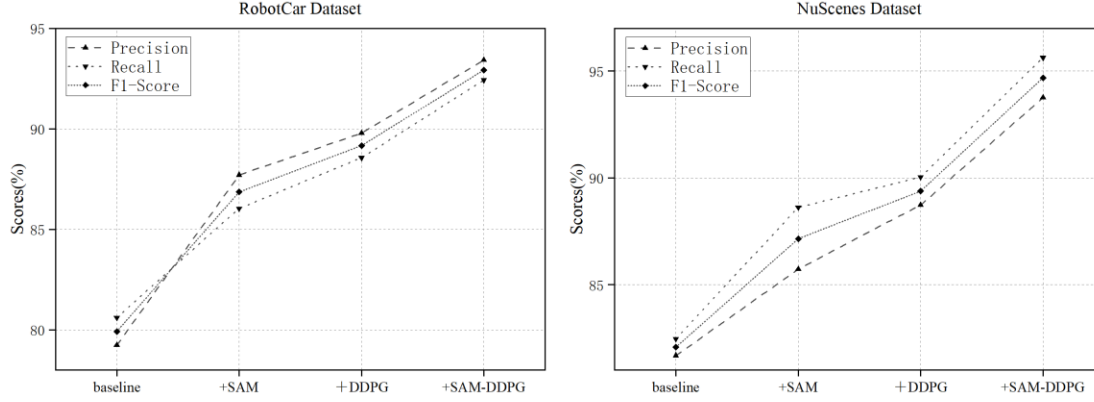 RobotCar Dataset
95
90
85
80
Scores(%)
Precision
Recall
F1-Score
baseline
+SAM
+DDPG
+SAM-DDPG
NuScenes Dataset
95
90
85
Scores(%)
Precision
Recall
F1-Score
baseline
+SAM
+DDPG
+SAM-DDPG